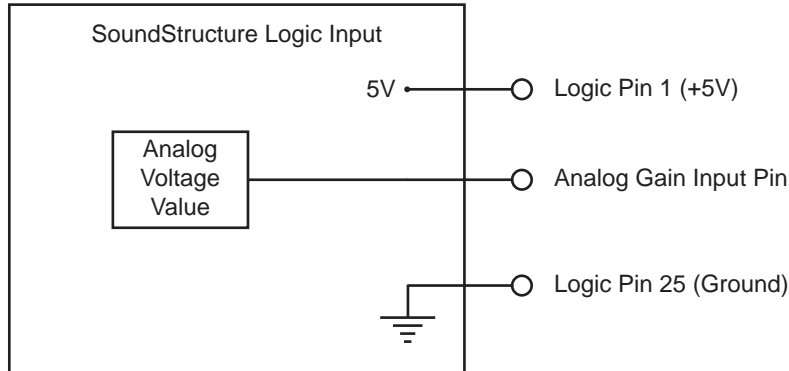 SoundStructure Logic Input
5V
Logic Pin 1 (+5V)
Analog
Voltage
Value
Analog Gain Input Pin
Logic Pin 25 (Ground)